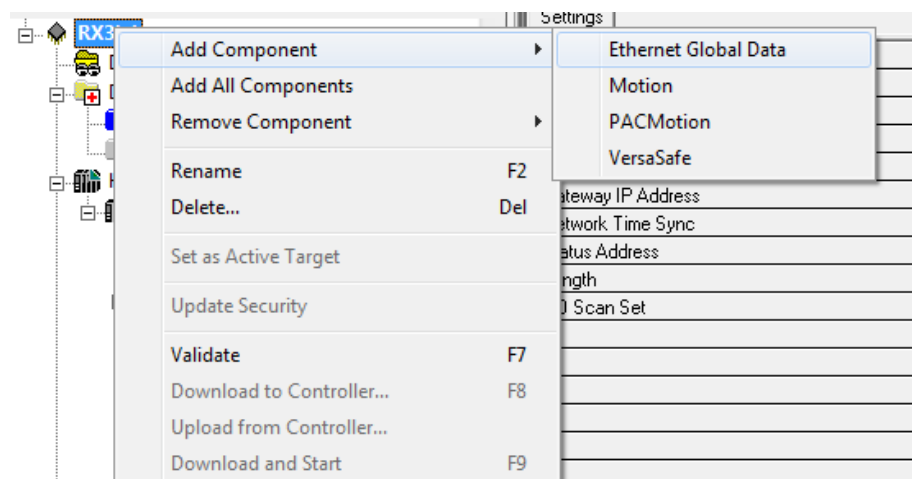 Settings
RX3i
Add Component
Ethernet Global Data
Add All Components
Motion
Remove Component
PACMotion
VersaSafe
Rename F2
Delete... Del
ateway IP Address
etwork Time Sync
Set as Active Target
atus Address
ngth
Update Security
O Scan Set
Validate F7
Download to Controller... F8
Upload from Controller...
Download and Start F9